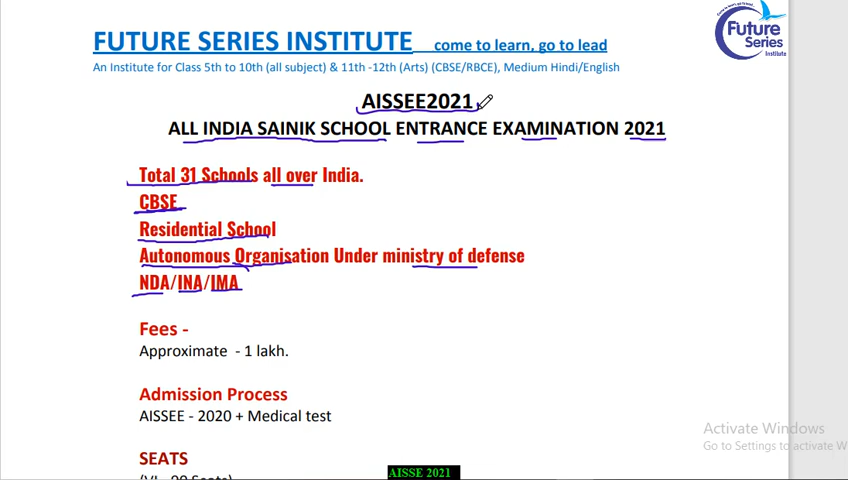 FUTURE SERIES INSTITUTE come to learn, go to lead
An Institute for Class 5th to 10th (all subject) & 11th -12th (Arts) (CBSE/RBCE), Medium Hindi/English
Future
Series
Institute
AISSEE2021
ALL INDIA SAINIK SCHOOL ENTRANCE EXAMINATION 2021
Total 31 Schools all over India.
CBSE
Residential School
Autonomous Organisation Under ministry of defense
NDA/INA/IMA
Fees -
Approximate - 1 lakh.
Admission Process
AISSEE - 2020 + Medical test
SEATS
Activate Windows
Go to Settings to activate W
AISSE 2021